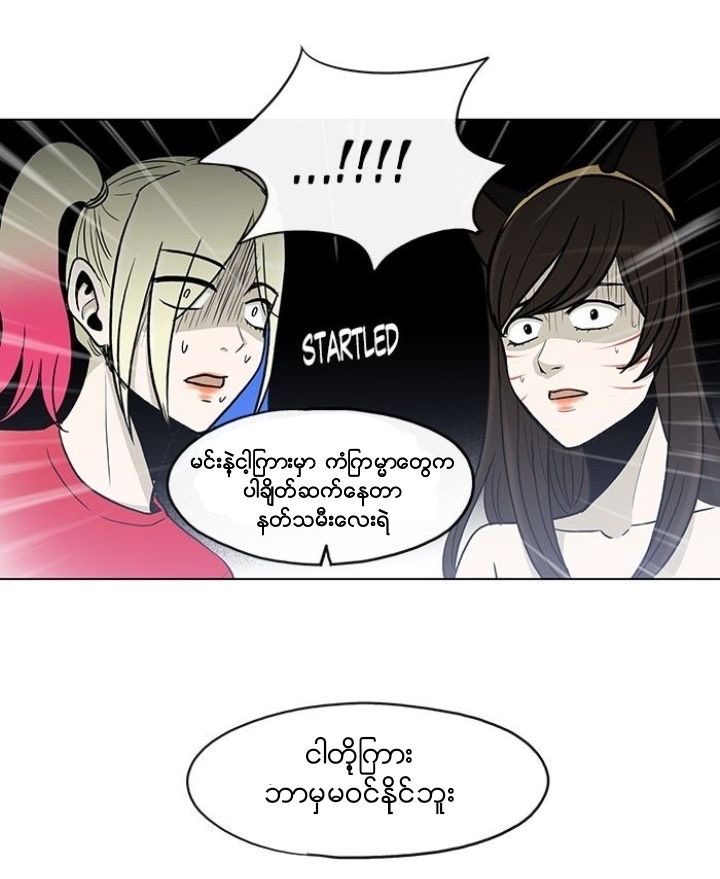 ...!!!!
STARTLED
မင်းနဲ့ငါ့ကြားမှာ ကံကြာမ္မာတွေက
ပါချိတ်ဆက်နေတာ
နတ်သမီးလေးရဲ
ငါတို့ကြား
ဘာမှမဝင်နိုင်ဘူး